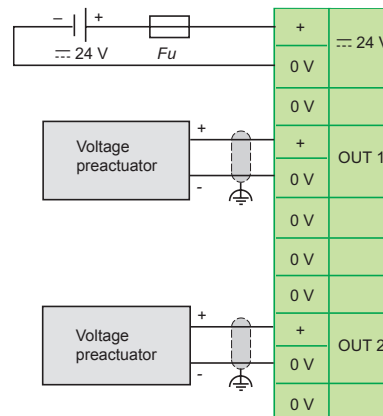 – +
⎓ 24 V
Fu
+
⎓ 24 V
0 V
0 V
Voltage
preactuator
+
-
+
OUT 1
0 V
0 V
0 V
0 V
Voltage
preactuator
+
-
+
OUT 2
0 V
0 V